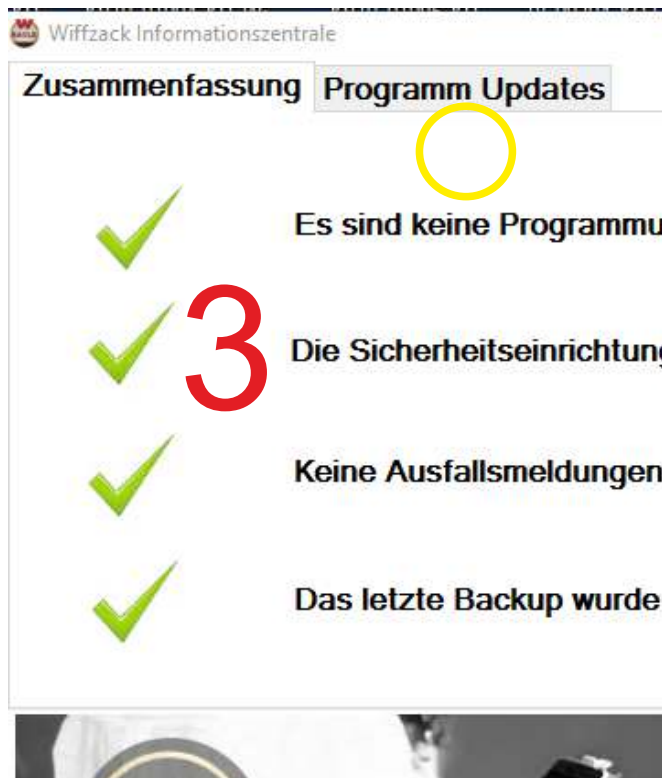 Wiffzack Informationszentrale
Zusammenfassung Programm Updates
Es sind keine Programmu
3
Die Sicherheitseinrichtung
Keine Ausfallsmeldungen
Das letzte Backup wurde